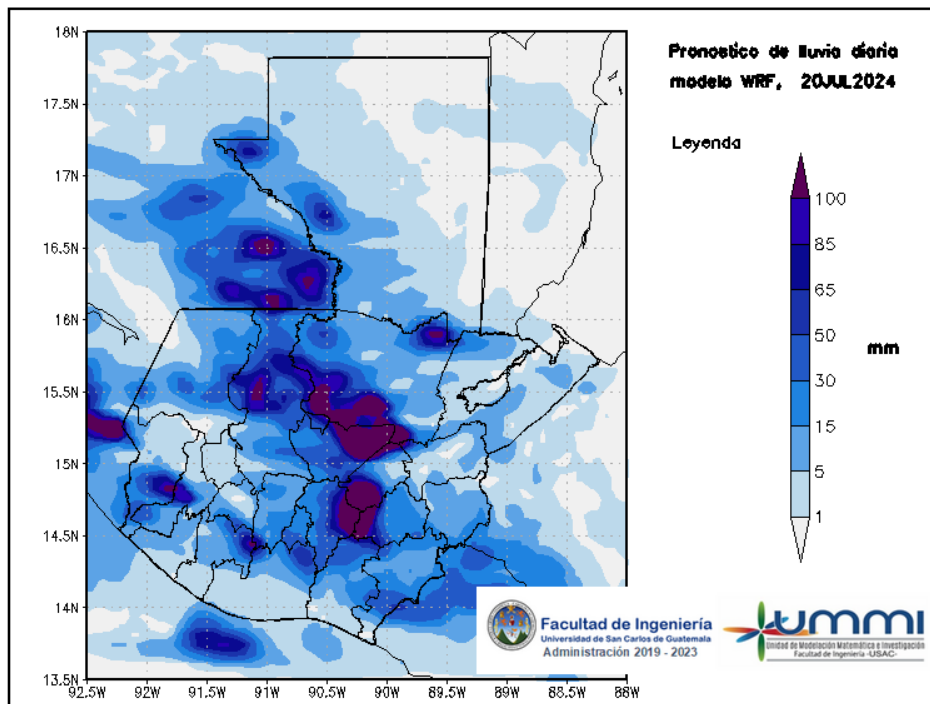 Pronostico de lluvia diaria
modelo WRF, 20JUL2024
Leyenda
100
85
65
50
30
15
5
1
mm
18N
17.5N
17N
16.5N
16N
15.5N
15N
14.5N
14N
13.5N
92.5W
92W
91.5W
91W
90.5W
90W
89.5W
89W
88.5W
88W
Facultad de Ingeniería
Universidad de San Carlos de Guatemala
Administración 2019 - 2023
UMMI
Unidad de Modelación Matemática e Investigación
Facultad de Ingeniería -USAC-